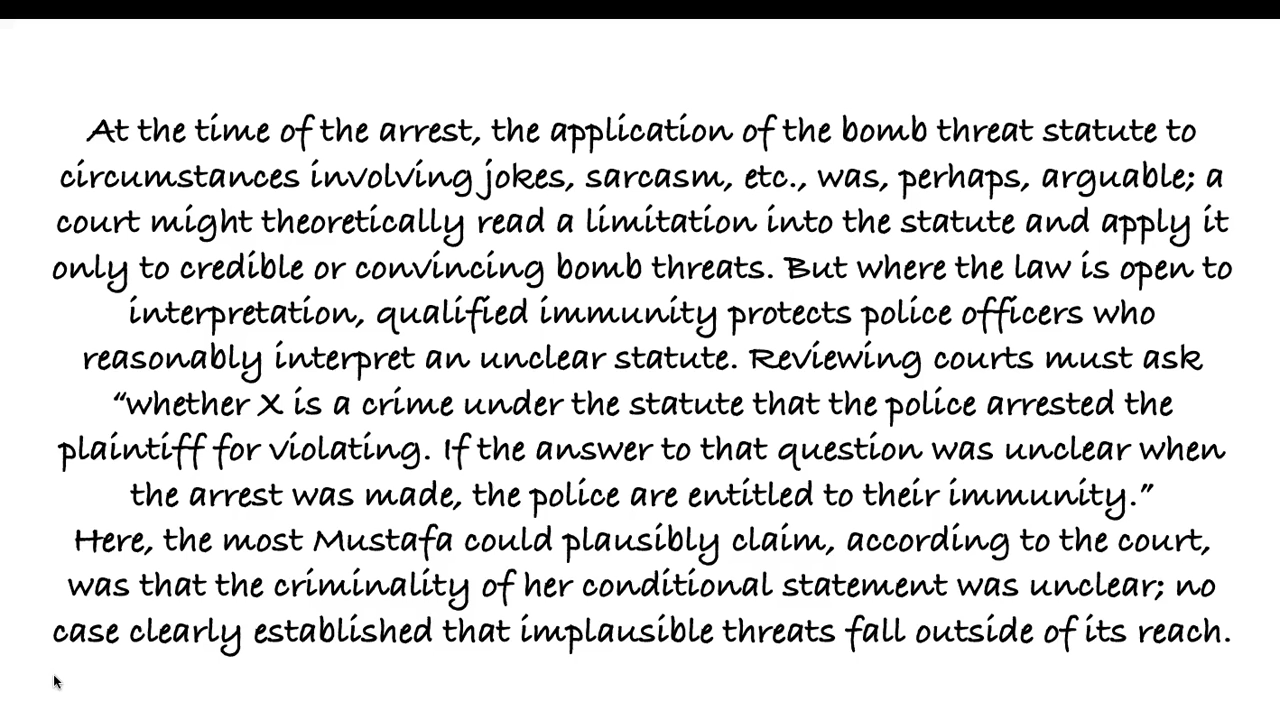 At the time of the arrest, the application of the bomb threat statute to
circumstances involving jokes, sarcasm, etc., was, perhaps, arguable; a
court might theoretically read a limitation into the statute and apply it
only to credible or convincing bomb threats. But where the law is open to
interpretation, qualified immunity protects police officers who
reasonably interpret an unclear statute. Reviewing courts must ask
“whether X is a crime under the statute that the police arrested the
plaintiff for violating. If the answer to that question was unclear when
the arrest was made, the police are entitled to their immunity.”
Here, the most Mustafa could plausibly claim, according to the court,
was that the criminality of her conditional statement was unclear; no
case clearly established that implausible threats fall outside of its reach.